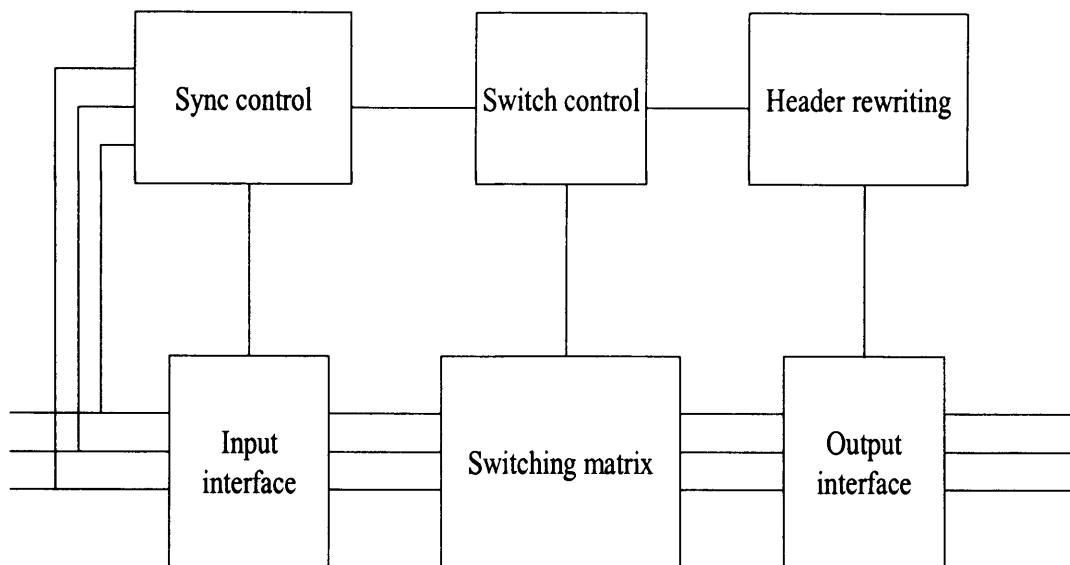 Sync control
Switch control
Header rewriting
Input
interface
Switching matrix
Output
interface